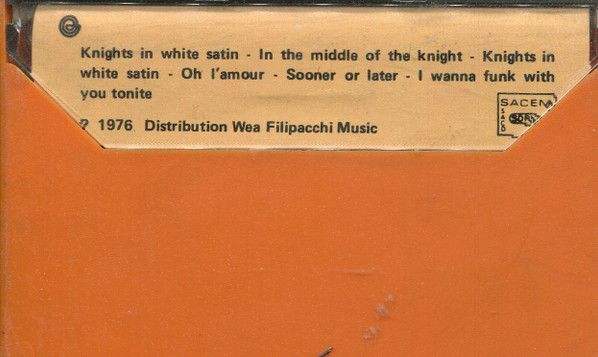 Knights in white satin - In the middle of the knight - Knights in
white satin - Oh l'amour - Sooner or later - I wanna funk with
you tonite
1976 Distribution Wea Filipacchi Music
SACEM
SACD